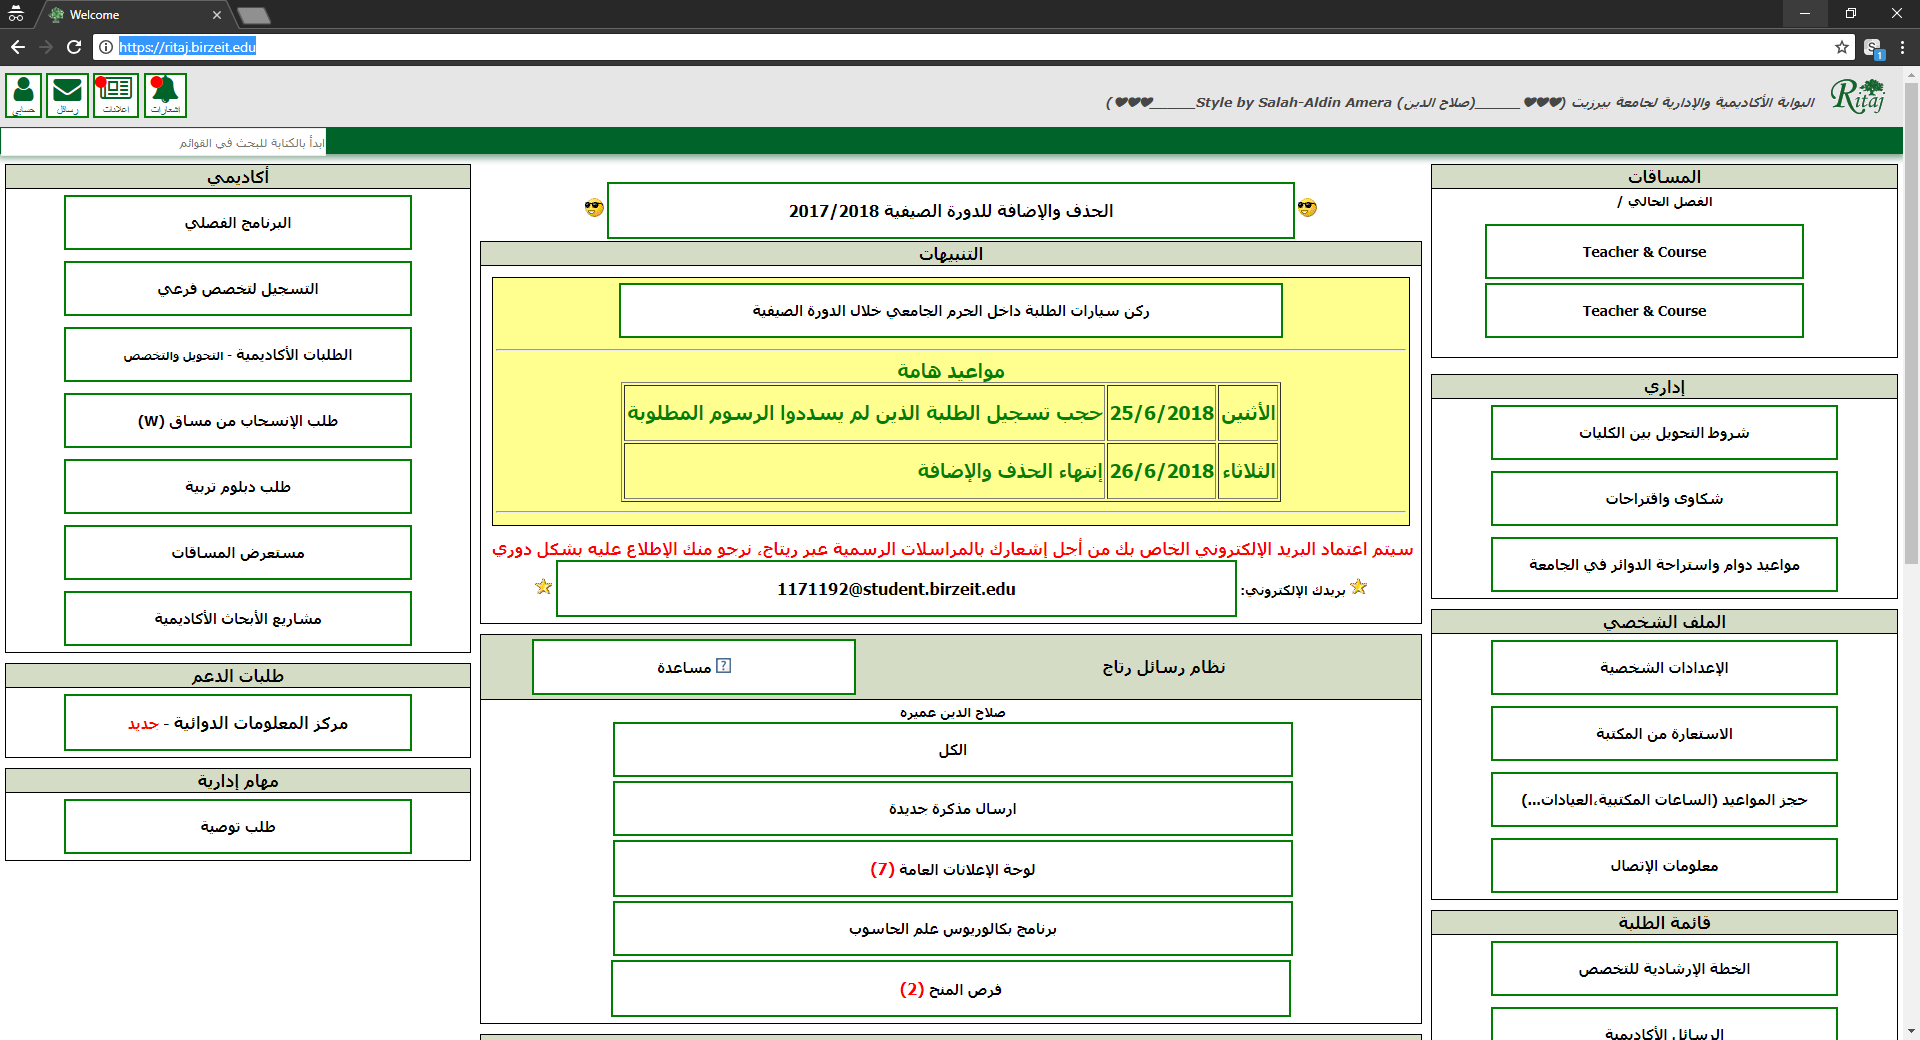 Welcome
https://ritaj.birzeit.edu
1
Ritaj
البوابة الأكاديمية والإدارية لجامعة بيرزيت (❤❤❤_____(صلاح الدين) Style by Salah-Aldin Amera_____❤❤❤)
اشعارات
اعلانات
رسائل
حسابي
ابدأ بالكتابة للبحث في القوائم
المساقات
الفصل الحالي /
Teacher & Course
Teacher & Course
إداري
شروط التحويل بين الكليات
شكاوى واقتراحات
مواعيد دوام واستراحة الدوائر في الجامعة
الملف الشخصي
الإعدادات الشخصية
الاستعارة من المكتبة
حجز المواعيد (الساعات المكتبية،العيادات...)
معلومات الإتصال
قائمة الطلبة
الخطة الإرشادية للتخصص
الرسائل الأكاديمية
الحذف والإضافة للدورة الصيفية 2017/2018
التنبيهات
ركن سيارات الطلبة داخل الحرم الجامعي خلال الدورة الصيفية
مواعيد هامة
الأثنين 25/6/2018 حجب تسجيل الطلبة الذين لم يسددوا الرسوم المطلوبة
الثلاثاء 26/6/2018 إنتهاء الحذف والإضافة
سيتم اعتماد البريد الإلكتروني الخاص بك من أجل إشعارك بالمراسلات الرسمية عبر ريتاج، نرجو منك الإطلاع عليه بشكل دوري
بريدك الإلكتروني: 1171192@student.birzeit.edu
نظام رسائل رتاج
مساعدة
صلاح الدين عميره
الكل
ارسال مذكرة جديدة
لوحة الإعلانات العامة (7)
برنامج بكالوريوس علم الحاسوب
فرص المنح (2)
أكاديمي
البرنامج الفصلي
التسجيل لتخصص فرعي
الطلبات الأكاديمية - التحويل والتخصص
طلب الإنسحاب من مساق (W)
طلب دبلوم تربية
مستعرض المساقات
مشاريع الأبحاث الأكاديمية
طلبات الدعم
مركز المعلومات الدوائية - جديد
مهام إدارية
طلب توصية